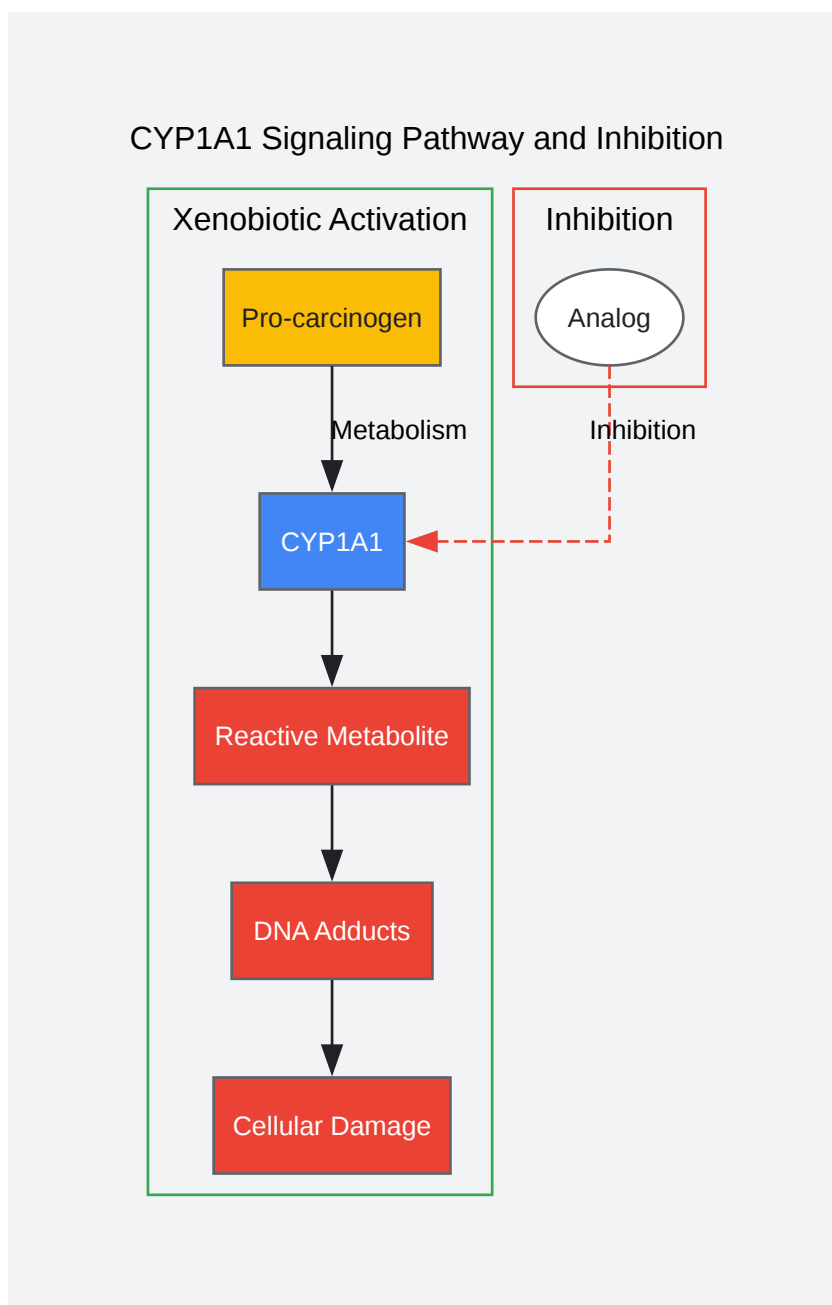 CYP1A1 Signaling Pathway and Inhibition
Xenobiotic Activation
Inhibition
Pro-carcinogen
Analog
Metabolism
Inhibition
CYP1A1
Reactive Metabolite
DNA Adducts
Cellular Damage